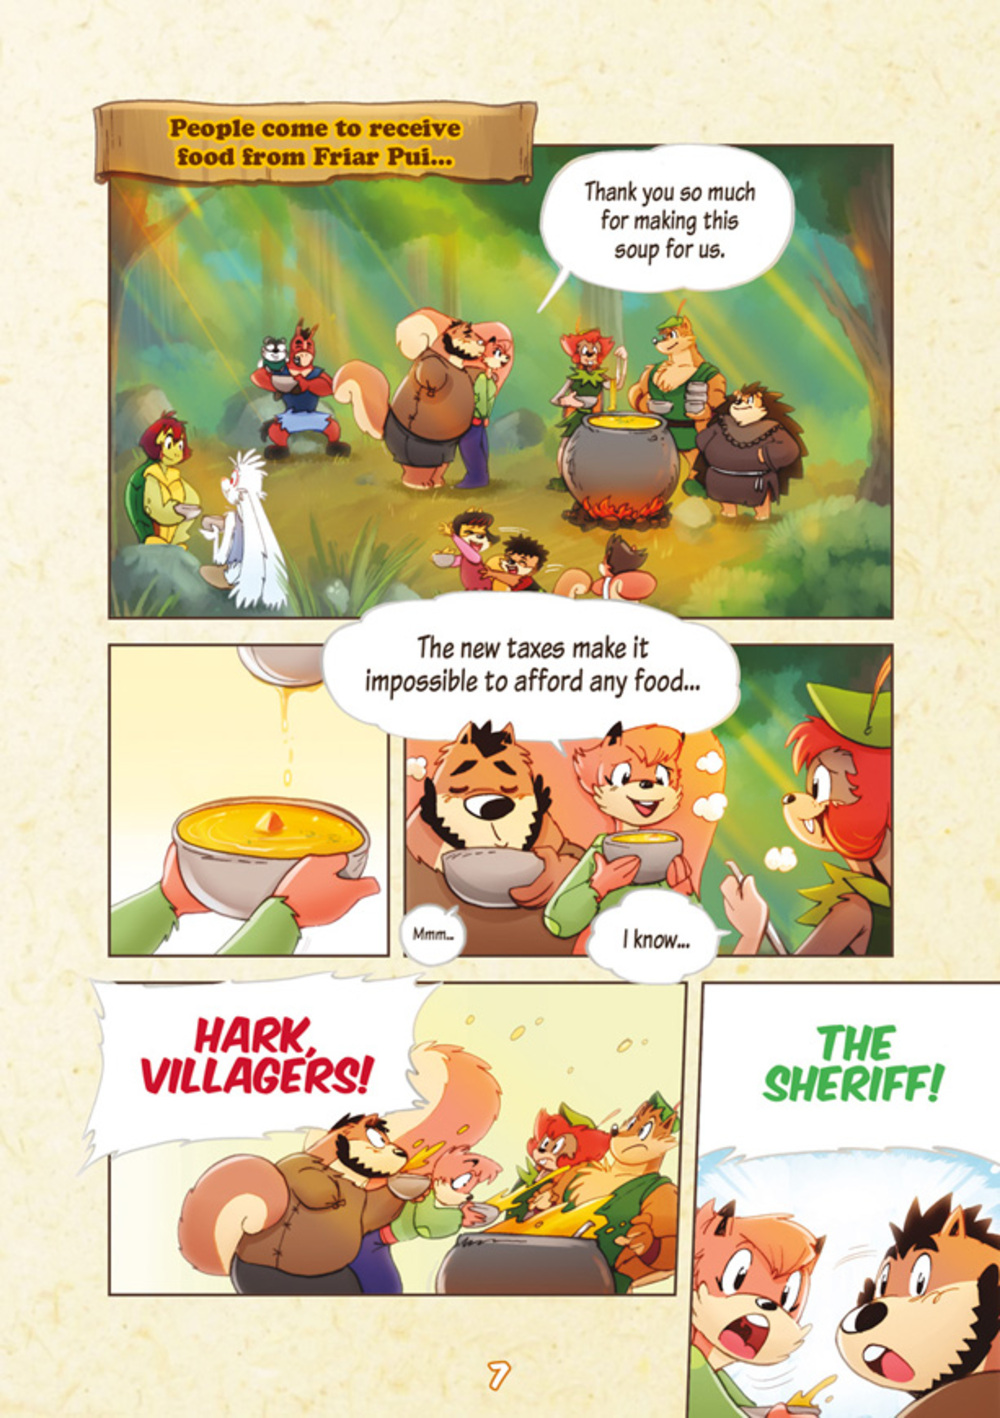 People come to receive
food from Friar Pui...
Thank you so much
for making this
soup for us.
The new taxes make it
impossible to afford any food...
Mmm...
I know...
HARK,
VILLAGERS!
THE
SHERIFF!
7